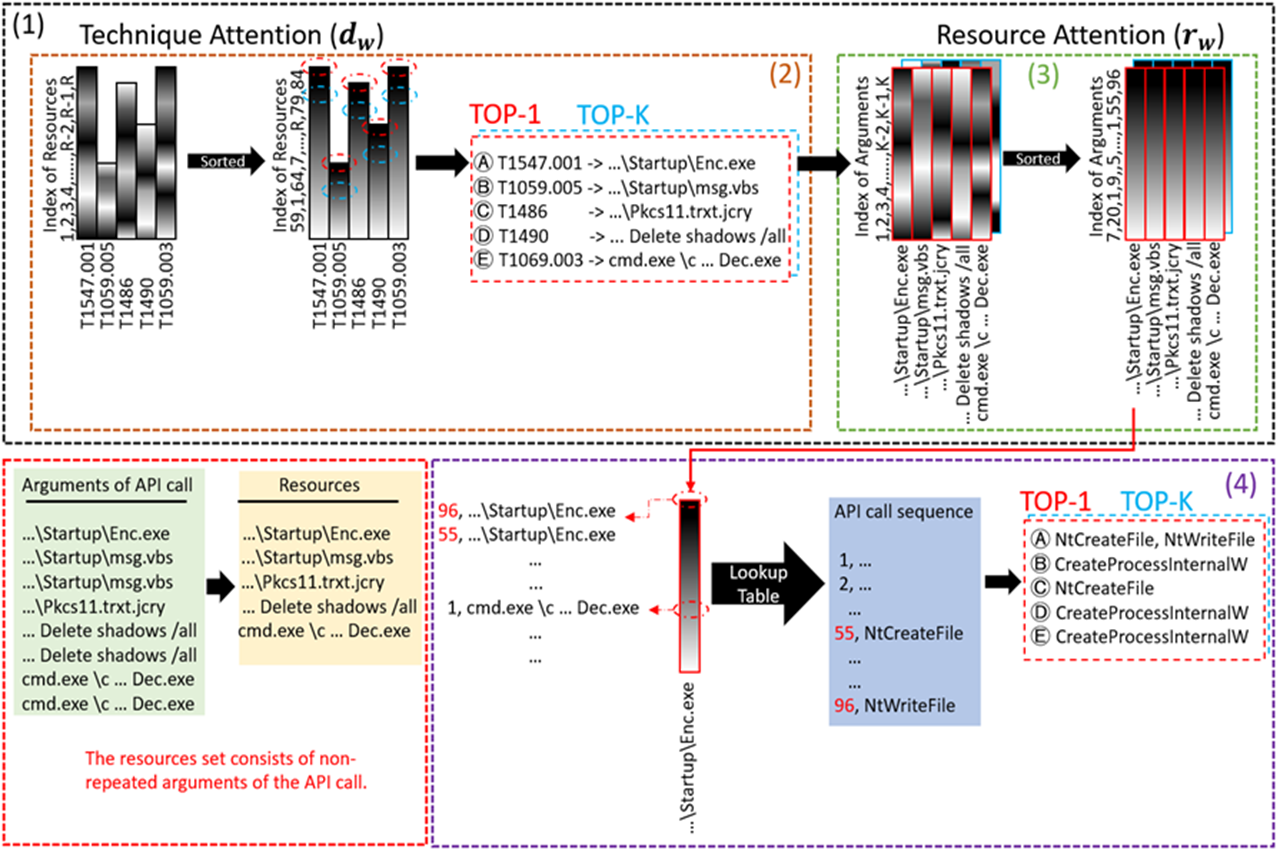 (1)
Technique Attention (d_w)
(2)
Index of Resources
1,2,3,4,.....R-2,R-1,R
T1547.001
T1059.005
T1486
T1490
T1059.003
Sorted
Index of Resources
59,1,64,7....,R,79,84
T1547.001
T1059.005
T1486
T1490
T1059.003
TOP-1 TOP-K
Ⓐ T1547.001 -> ...\Startup\Enc.exe
Ⓑ T1059.005 -> ...\Startup\msg.vbs
Ⓒ T1486 -> ...\Pkcs11.trxt.jcry
Ⓓ T1490 -> ... Delete shadows /all
Ⓔ T1069.003 -> cmd.exe \c ... Dec.exe
Resource Attention (r_w)
(3)
Index of Arguments
1,2,3,4,....K-2,K-1,K
...\Startup\Enc.exe
...\Startup\msg.vbs
...\Pkcs11.trxt.jcry
... Delete shadows /all
cmd.exe \c ... Dec.exe
Sorted
Index of Arguments
7,20,1,9,,5,....,1,55,96
...\Startup\Enc.exe
...\Startup\msg.vbs
...\Pkcs11.trxt.jcry
... Delete shadows /all
cmd.exe \c ... Dec.exe
Arguments of API call
...\Startup\Enc.exe
...\Startup\msg.vbs
...\Startup\msg.vbs
...\Pkcs11.trxt.jcry
... Delete shadows /all
... Delete shadows /all
cmd.exe \c ... Dec.exe
cmd.exe \c ... Dec.exe
Resources
...\Startup\Enc.exe
...\Startup\msg.vbs
...\Pkcs11.trxt.jcry
... Delete shadows /all
cmd.exe \c ... Dec.exe
The resources set consists of non-
repeated arguments of the API call.
(4)
96, ...\Startup\Enc.exe
55, ...\Startup\Enc.exe
...
...
1, cmd.exe \c ... Dec.exe
...
...
...\Startup\Enc.exe
Lookup
Table
API call sequence
1, ...
2, ...
...
55, NtCreateFile
...
...
96, NtWriteFile
TOP-1 TOP-K
Ⓐ NtCreateFile, NtWriteFile
Ⓑ CreateProcessInternalW
Ⓒ NtCreateFile
Ⓓ CreateProcessInternalW
Ⓔ CreateProcessInternalW